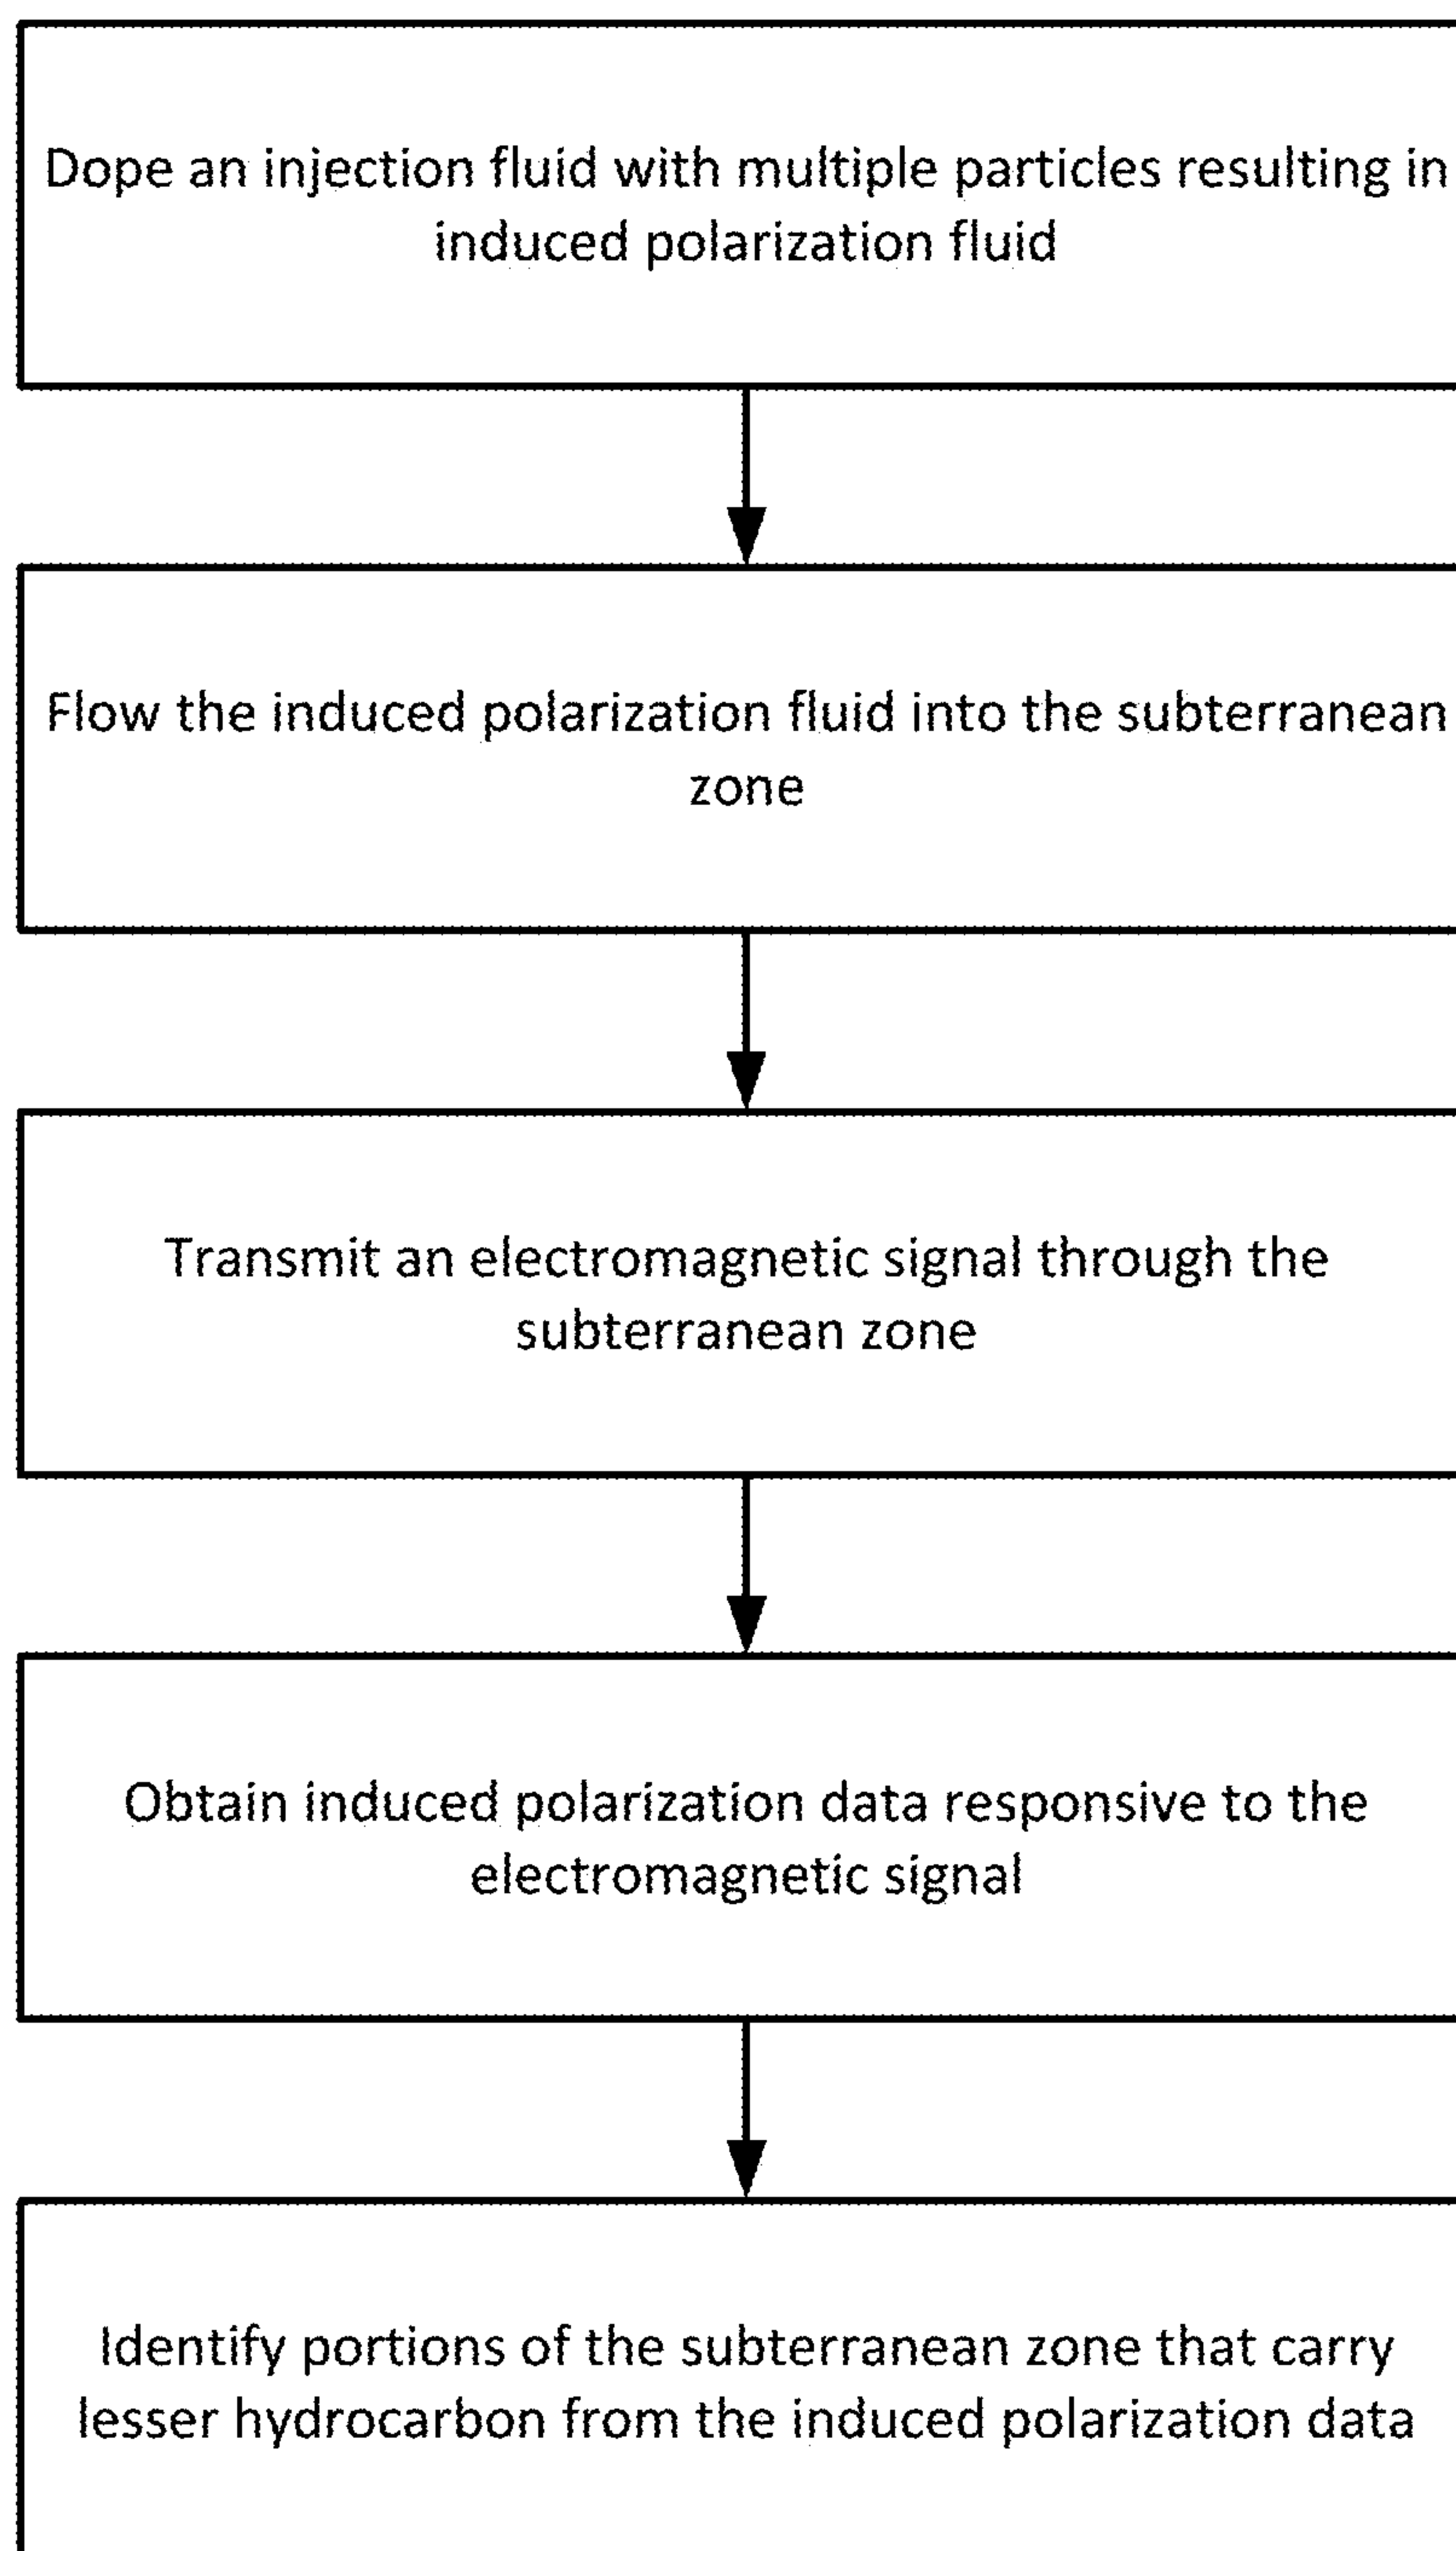 Dope an injection fluid with multiple particles resulting in
induced polarization fluid
Flow the induced polarization fluid into the subterranean
zone
Transmit an electromagnetic signal through the
subterranean zone
Obtain induced polarization data responsive to the
electromagnetic signal
Identify portions of the subterranean zone that carry
lesser hydrocarbon from the induced polarization data